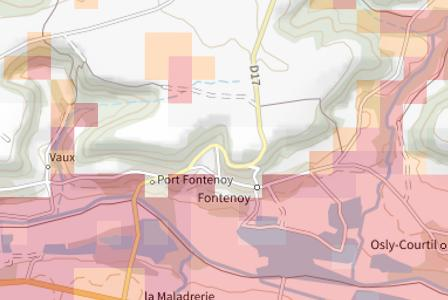 D17
Vaux
Port Fontenoy
Fontenoy
Osly-Courtil
la Maladrerie